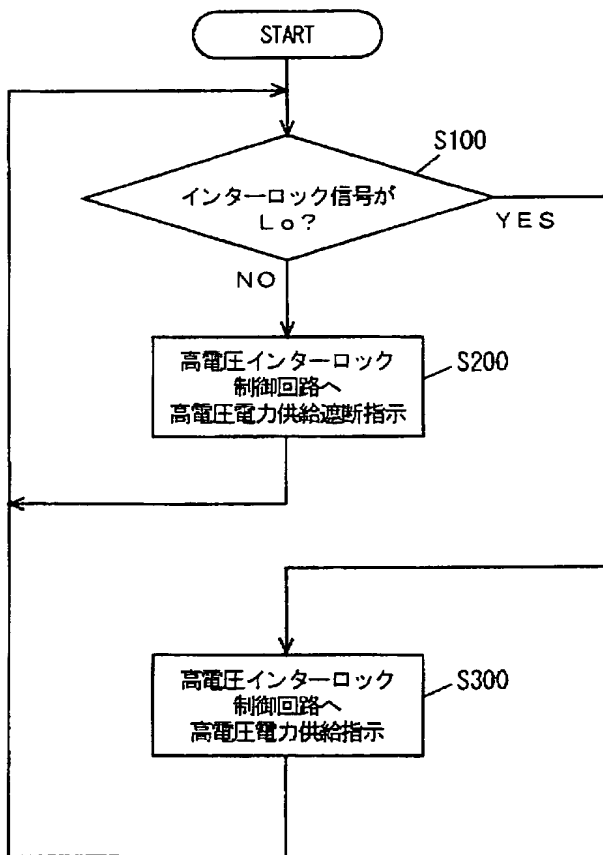 START
S100
インターロック信号が
Lo?
YES
NO
高電圧インターロック
制御回路へ
高電圧電力供給遮断指示
S200
高電圧インターロック
制御回路へ
高電圧電力供給指示
S300